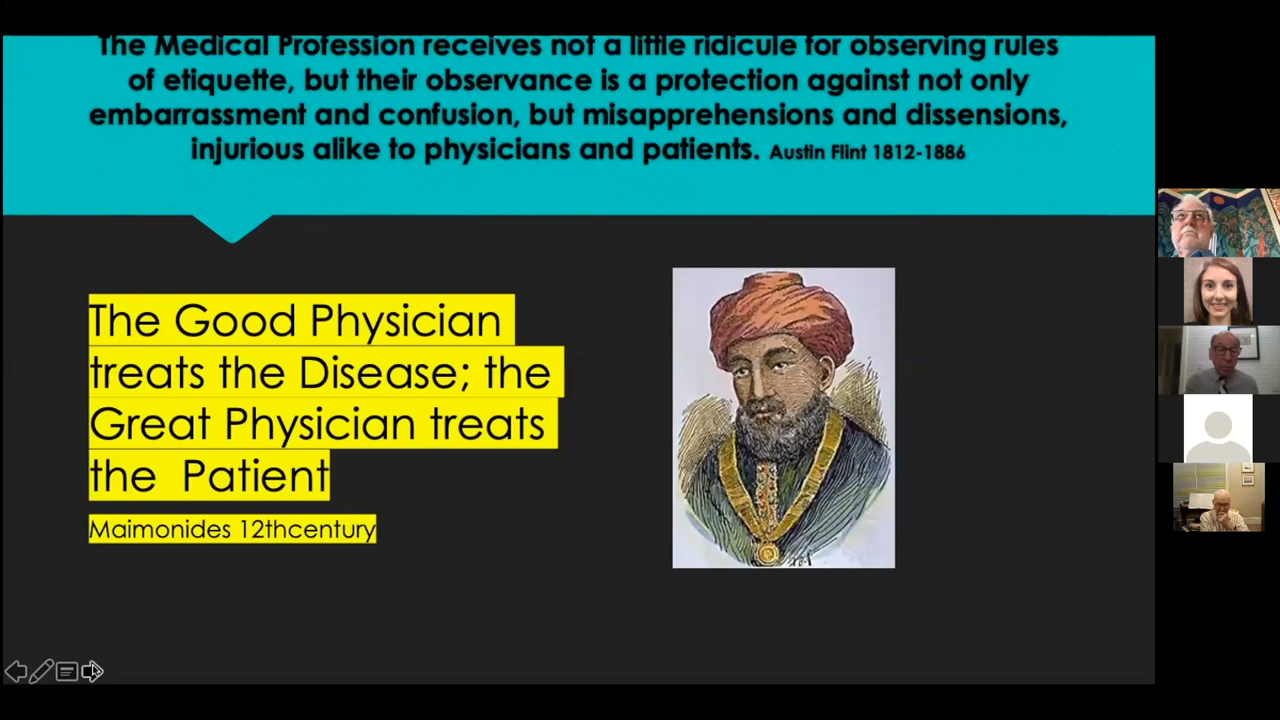 The Medical Profession receives not a little ridicule for observing rules
of etiquette, but their observance is a protection against not only
embarrassment and confusion, but misapprehensions and dissensions,
injurious alike to physicians and patients. Austin Flint 1812-1886
The Good Physician
treats the Disease; the
Great Physician treats
the Patient
Maimonides 12thcentury